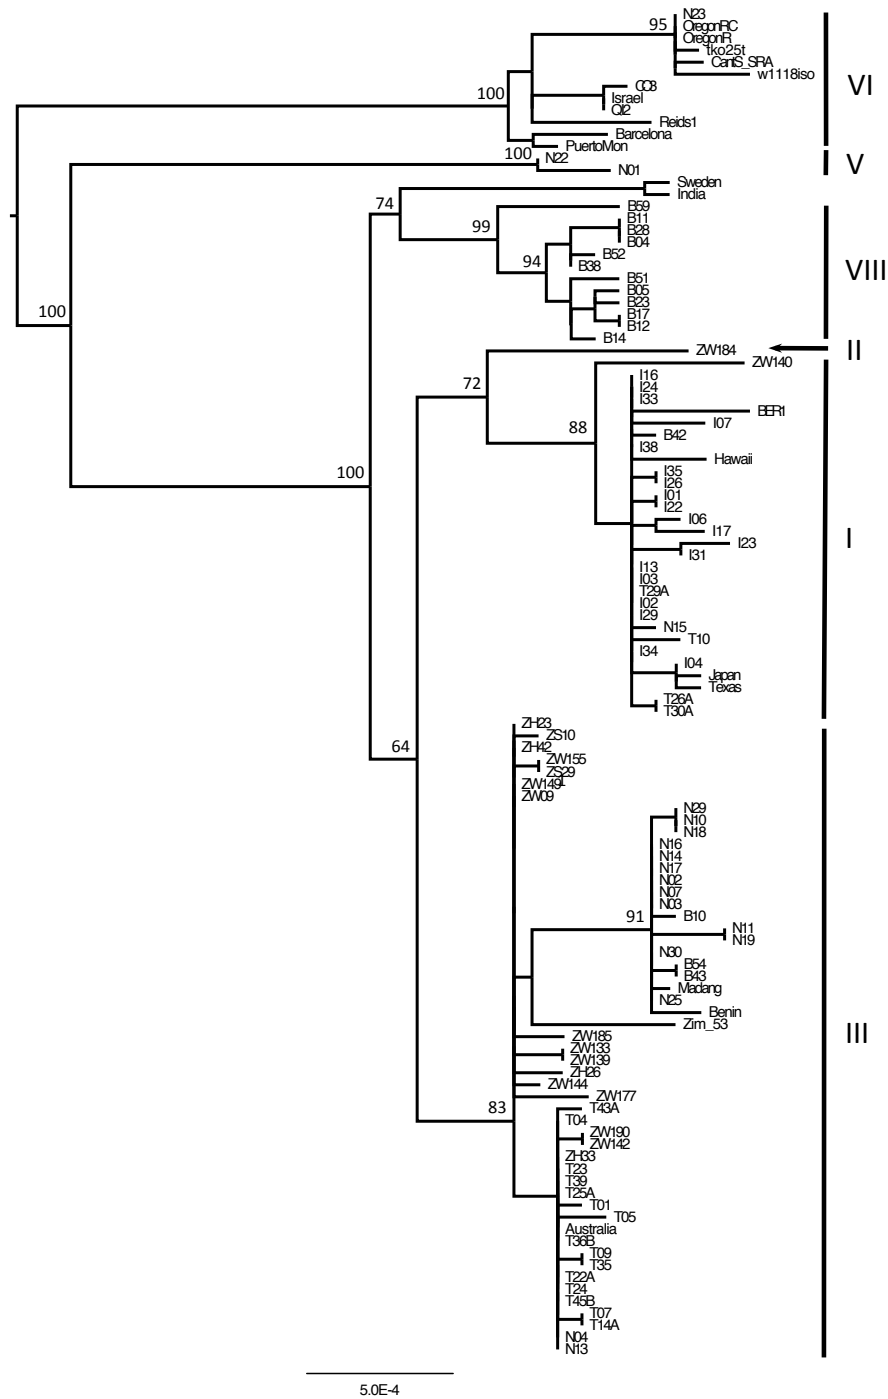 N23
95
OregonRC
OregonR
tko25t
CantS_SRA
w1118iso
VI
CO3
100
Israel
QI2
Reids1
Barcelona
PuertoMon
100
N22
V
N01
Sweden
India
74
B59
B11
99
B28
B04
B52
94
B38
VIII
B51
B05
B23
B17
100
B12
B14
ZW184
II
ZW140
I16
72
I24
I33
BER1
I07
88
B42
I38
Hawaii
I35
100
I26
I01
I22
I06
I17
I
I23
I31
I13
I03
T29A
I02
I29
N15
T10
I34
I04
Japan
Texas
T26A
T30A
ZH23
ZS10
64
ZH42
ZW155
ZS29
ZW149
ZW09
N29
N10
N18
N16
N14
N17
N02
N07
N03
91
B10
N11
N19
N30
B54
B43
Madang
N25
Benin
Zim_53
III
ZW185
ZW133
ZW139
ZH26
ZW144
ZW177
83
T43A
T04
ZW190
ZW142
ZH33
T23
T39
T25A
T01
T05
Australia
T36B
T09
T35
T22A
T24
T45B
T07
T14A
N04
N13
5.0E-4